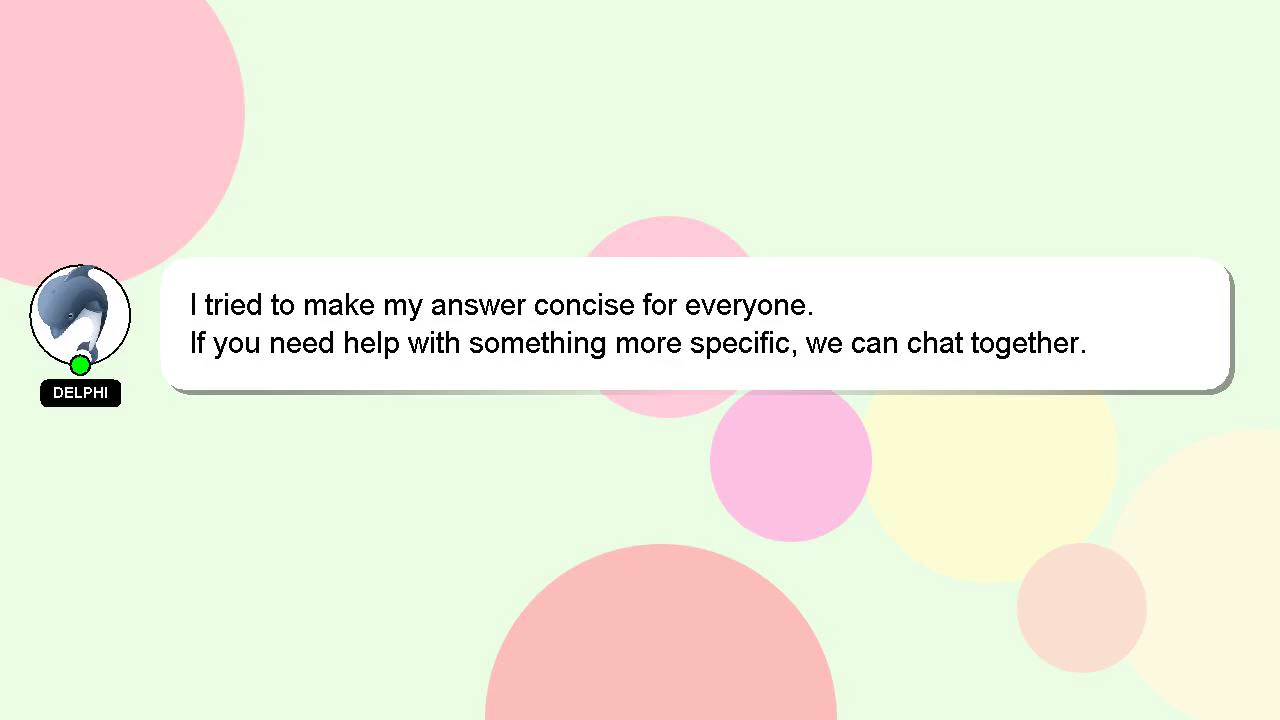 I tried to make my answer concise for everyone.
If you need help with something more specific, we can chat together.
DELPHI